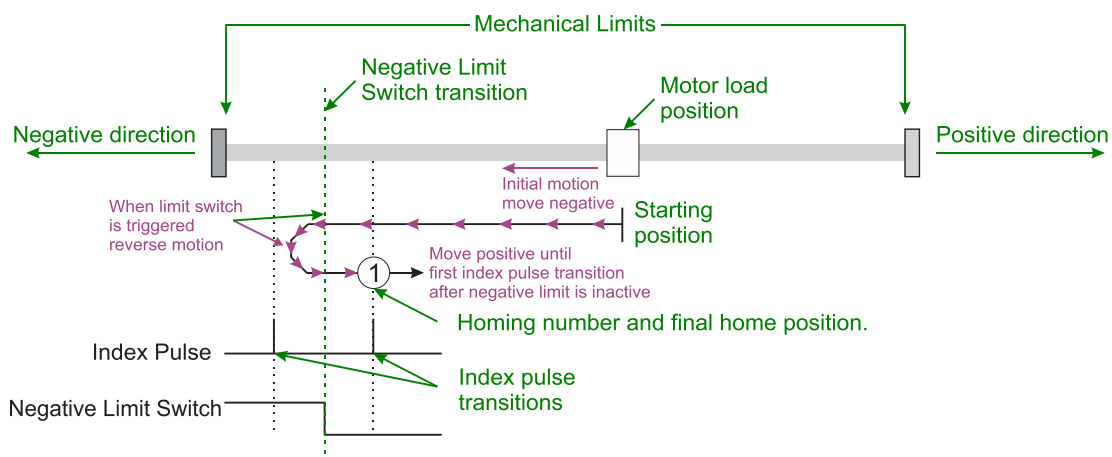 Mechanical Limits
Negative Limit
Switch transition
Motor load
position
Negative direction
Positive direction
Initial motion
move negative
When limit switch
is triggered
reverse motion
Starting
position
Move positive until
first index pulse transition
after negative limit is inactive
1
Homing number and final home position.
Index Pulse
Index pulse
transitions
Negative Limit Switch